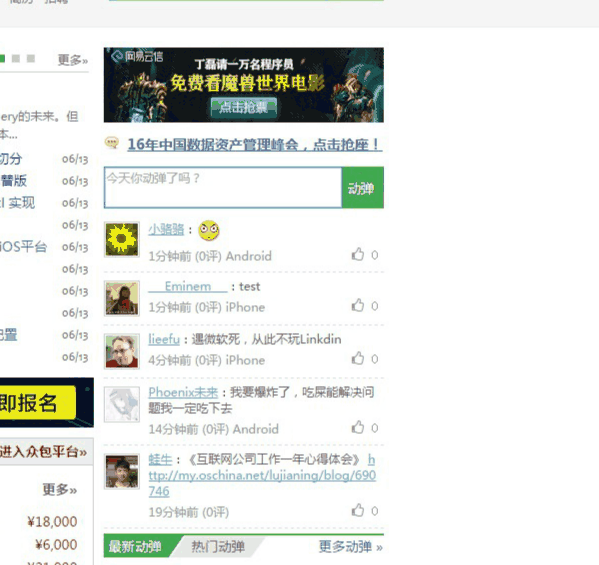 更多»
ery的未来。但
本...
切分 06/13
替版 06/13
实现 06/13
06/13
iOS平台 06/13
06/13
06/13
配置 06/13
06/13
即报名
进入众包平台»
更多»
¥18,000
¥6,000
网易云信
丁磊请一万名程序员
免费看魔兽世界电影
点击抢票
16年中国数据资产管理峰会，点击抢座！
今天你动弹了吗？
动弹
小骆骆：
1分钟前 (0评) Android 0
__Eminem__：test
1分钟前 (0评) iPhone 0
lieefu：遇微软死，从此不玩Linkdin
4分钟前 (0评) iPhone 0
Phoenix未来：我要爆炸了，吃屎能解决问
题我一定吃下去
14分钟前 (0评) Android 0
蛙牛：《互联网公司工作一年心得体会》 h
ttp://my.oschina.net/lujianing/blog/690
746
19分钟前 (0评) 0
最新动弹 热门动弹 更多动弹 »